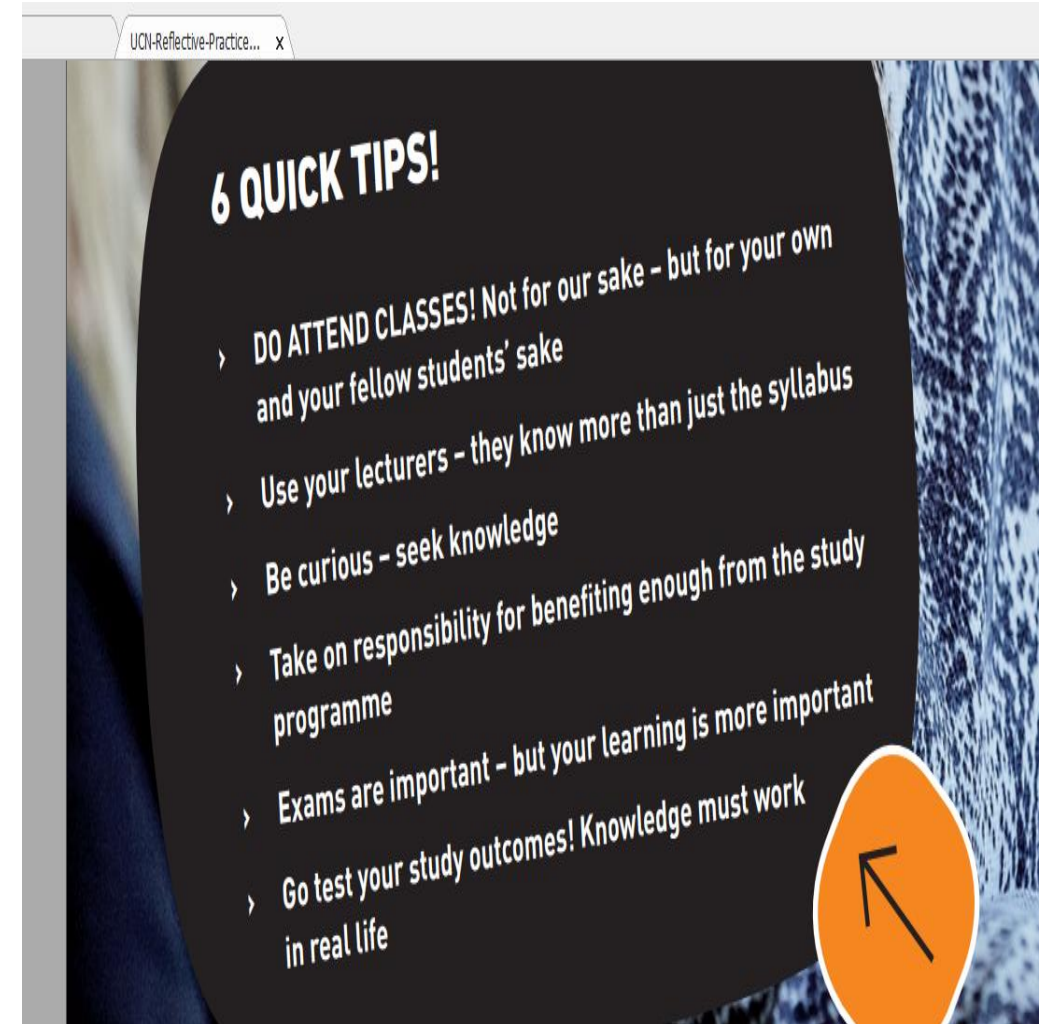 UCN-Reflective-Practice... x
6 QUICK TIPS!
› DO ATTEND CLASSES! Not for our sake – but for your own
and your fellow students’ sake
› Use your lecturers – they know more than just the syllabus
› Be curious – seek knowledge
› Take on responsibility for benefiting enough from the study
programme
› Exams are important – but your learning is more important
› Go test your study outcomes! Knowledge must work
in real life